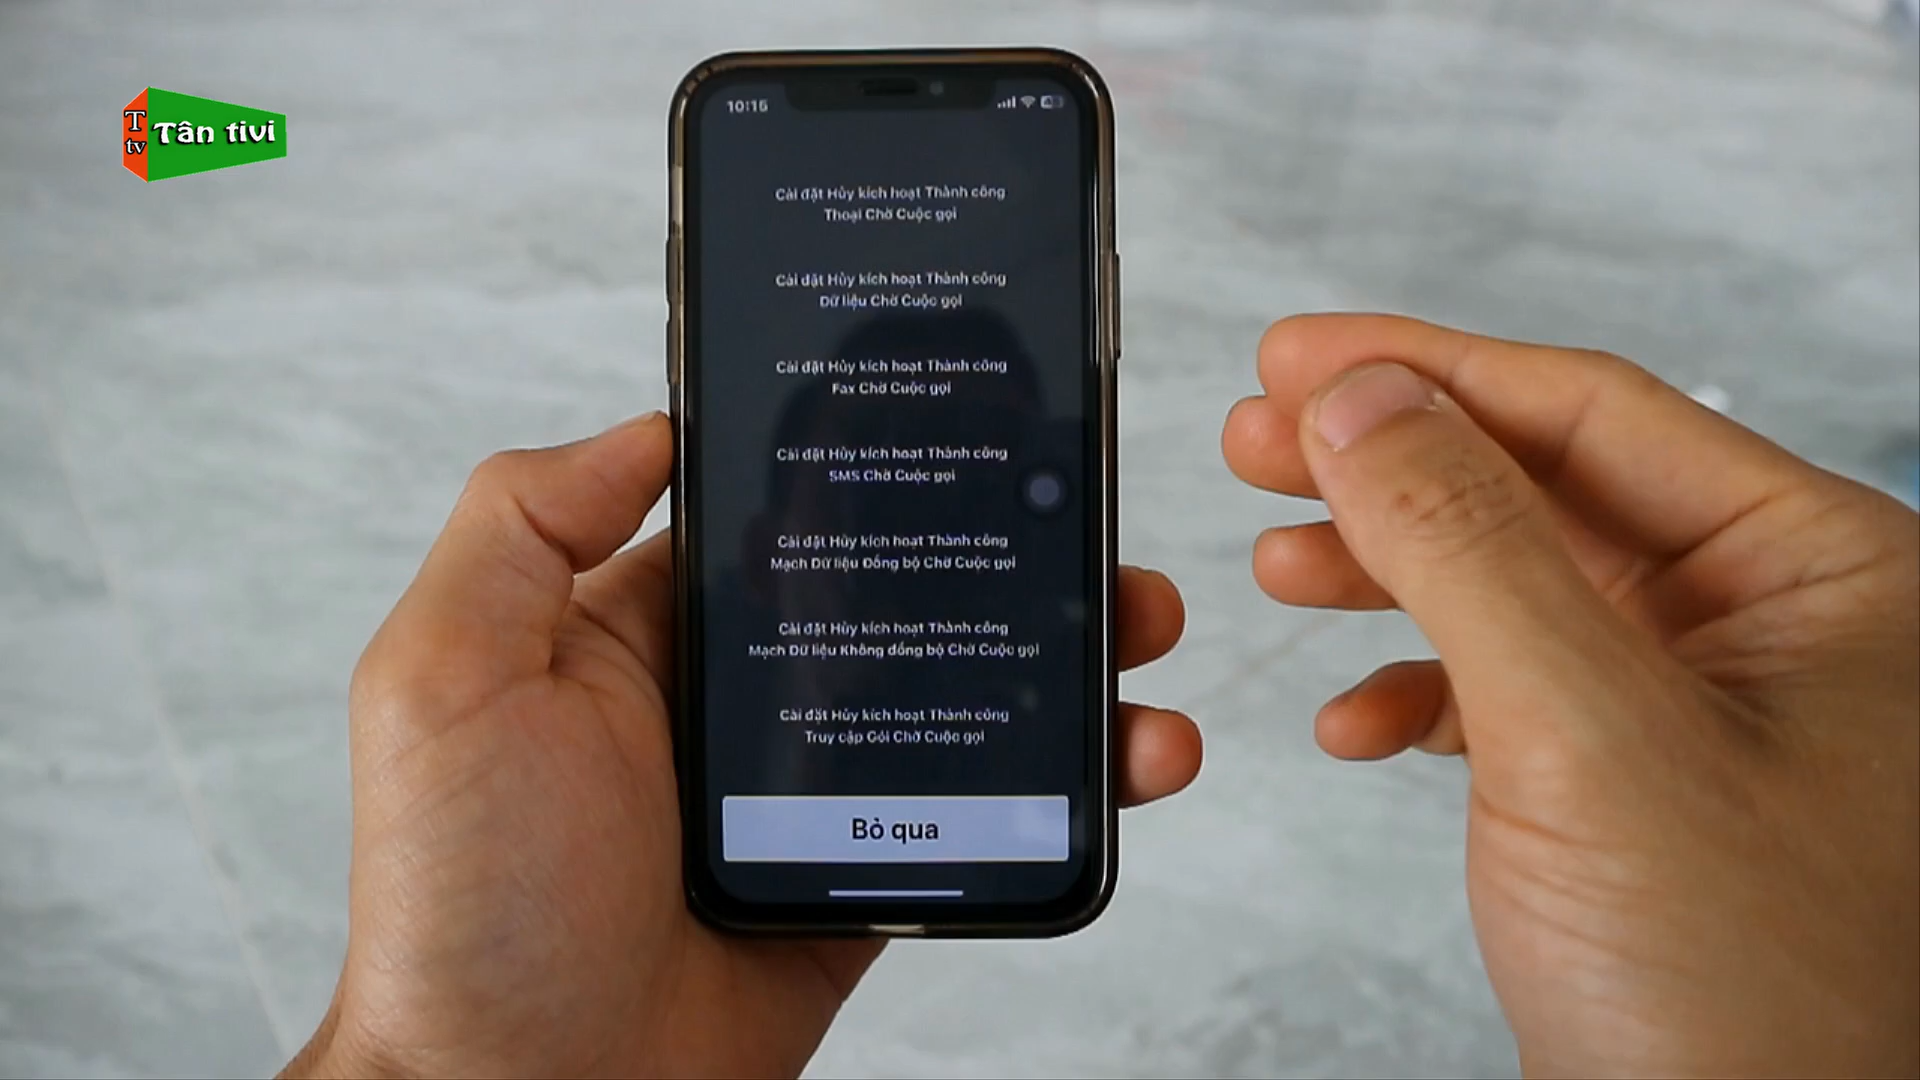 T
tv
Tân tivi
10:15
Cài đặt Hủy kích hoạt Thành công
Thoại Chờ Cuộc gọi
Cài đặt Hủy kích hoạt Thành công
Dữ liệu Chờ Cuộc gọi
Cài đặt Hủy kích hoạt Thành công
Fax Chờ Cuộc gọi
Cài đặt Hủy kích hoạt Thành công
SMS Chờ Cuộc gọi
Cài đặt Hủy kích hoạt Thành công
Mạch Dữ liệu Đồng bộ Chờ Cuộc gọi
Cài đặt Hủy kích hoạt Thành công
Mạch Dữ liệu Không đồng bộ Chờ Cuộc gọi
Cài đặt Hủy kích hoạt Thành công
Truy cập Gói Chờ Cuộc gọi
Bỏ qua